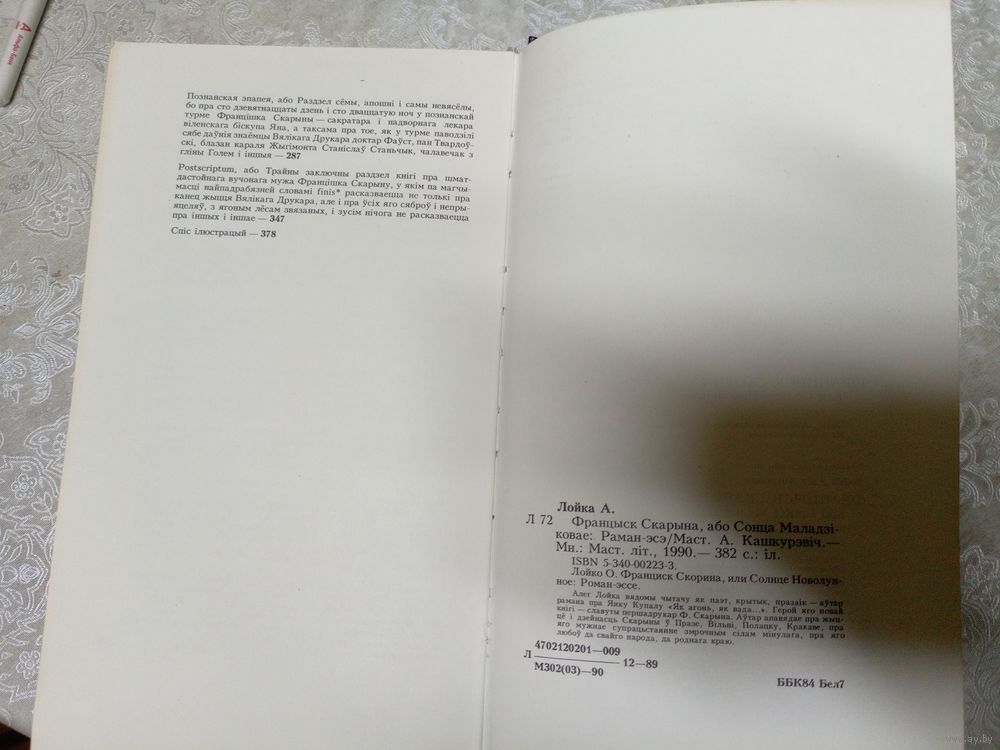 Познанская эпапея, або Раздзел сёмы, апошні і самы невясёлы,
бо пра сто дзевятнаццаты дзень і сто дваццатую ноч у познанскай
турме Францішка Скарыны — сакратара і надворнага лекара
віленскага біскупа Яна, а таксама пра тое, як у турме паводзілі
сябе даўнія знаёмцы Вялікага Друкара доктар Фаўст, пан Твардоў-
скі, блазан караля Жыгімонта Станіслаў Станьчык, чалавечак з
гліны Голем і іншыя — 287
Postscriptum, або Трайны заключны раздзел кнігі пра шмат-
дастойнага вучонага мужа Францішка Скарыну, у якім па магчы-
масці найпадрабязней словамі finis* расказваецца не толькі пра
канец жыцця Вялікага Друкара, але і пра ўсіх яго сяброў і непры-
яцеляў, з ягоным лёсам звязаных, і зусім нічога не расказваецца
пра іншых і іншае — 347
Спіс ілюстрацый — 378
Лойка А.
Л 72 Францыск Скарына, або Сонца Маладзі-
ковае: Раман-эсэ/Маст. А. Кашкурэвіч.—
Мн.: Маст. літ., 1990.— 382 с.: іл.
ISBN 5-340-00223-3.
Лойко О. Франциск Скорина, или Солнце Новолун-
ное: Роман-эссе.
Алег Лойка вядомы чытачу як паэт, крытык, празаік — аўтар
рамана пра Янку Купалу «Як агонь, як вада...». Герой яго новай
кнігі — славуты першадрукар Ф. Скарына. Аўтар апавядае пра жыц-
цё і дзейнасць Скарыны ў Празе, Вільні, Полацку, Кракаве, пра
яго мужнае супрацьстаянне змрочным сілам мінулага, пра яго
любоў да свайго народа, да роднага краю.
4702120201—009
Л 12—89
М302(03)—90
ББК84 Бел7